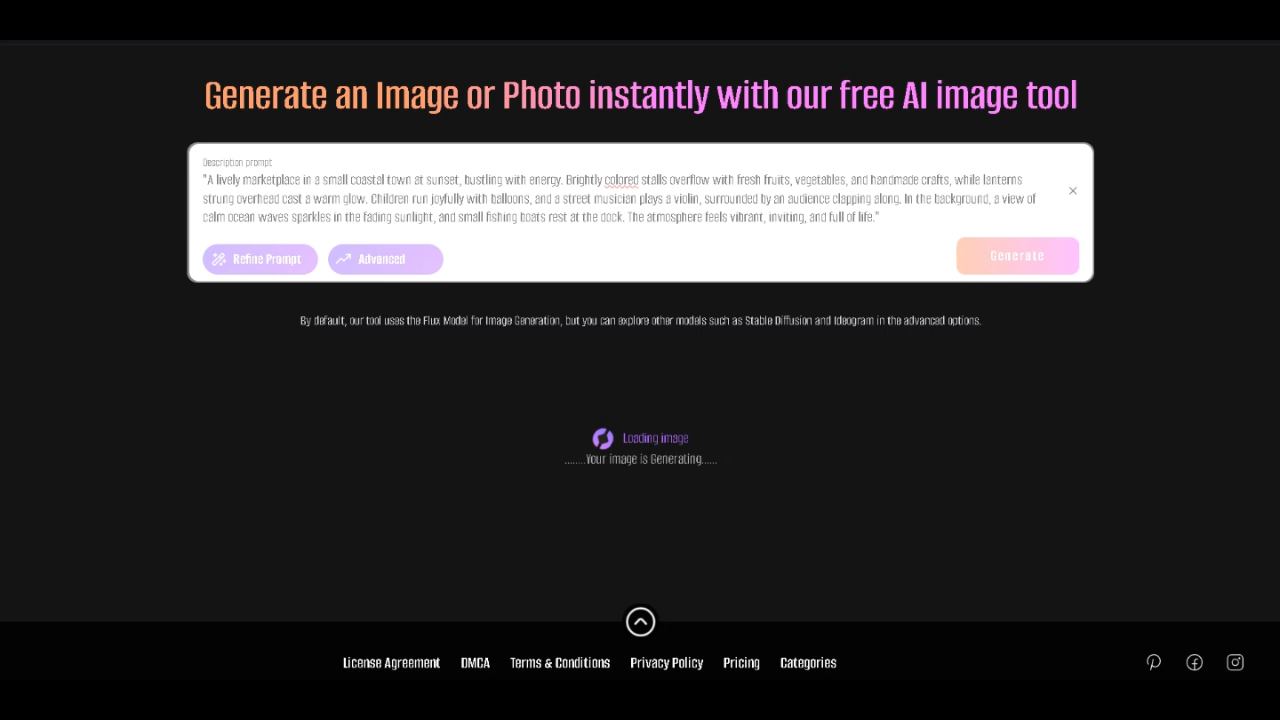 Generate an Image or Photo instantly with our free AI image tool
Description prompt
"A lively marketplace in a small coastal town at sunset, bustling with energy. Brightly colored stalls overflow with fresh fruits, vegetables, and handmade crafts, while lanterns
strung overhead cast a warm glow. Children run joyfully with balloons, and a street musician plays a violin, surrounded by an audience clapping along. In the background, a view of
calm ocean waves sparkles in the fading sunlight, and small fishing boats rest at the dock. The atmosphere feels vibrant, inviting, and full of life."
Refine Prompt
Advanced
Generate
By default, our tool uses the Flux Model for Image Generation, but you can explore other models such as Stable Diffusion and Ideogram in the advanced options.
Loading image
........Your image is Generating......
License Agreement DMCA Terms & Conditions Privacy Policy Pricing Categories